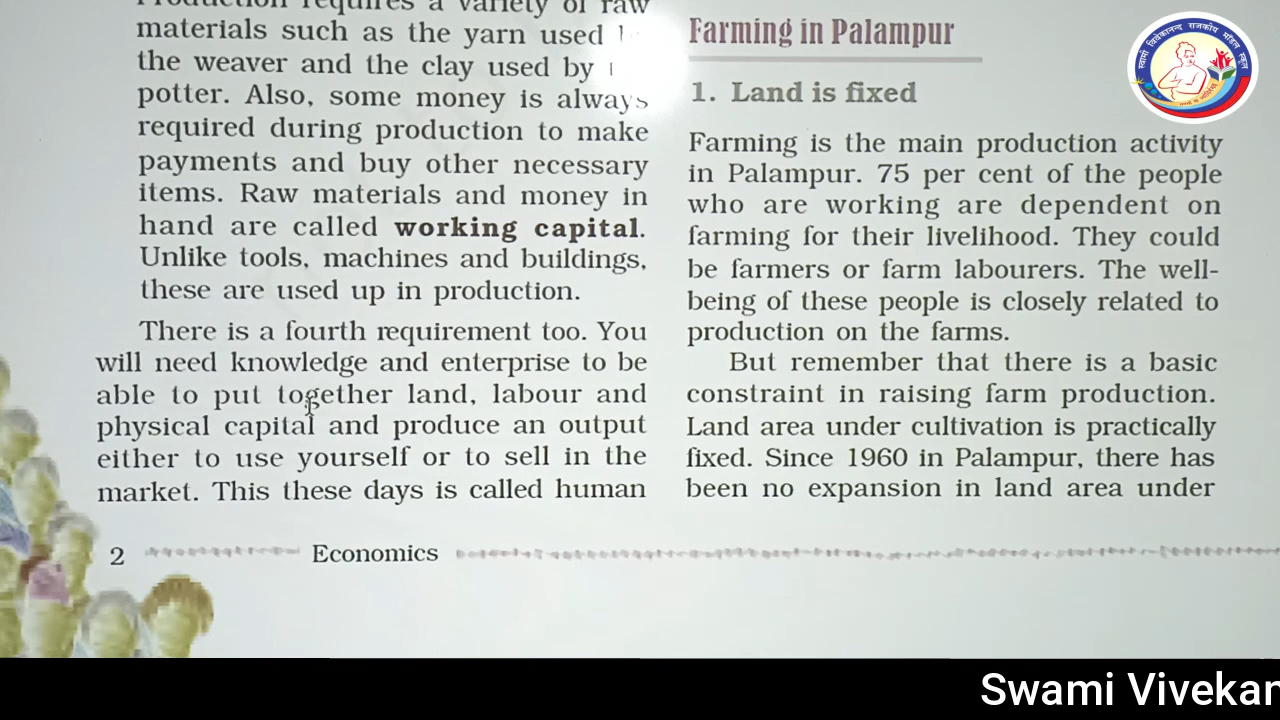 Production requires a variety of raw
materials such as the yarn used
the weaver and the clay used by
potter. Also, some money is always
required during production to make
payments and buy other necessary
items. Raw materials and money in
hand are called working capital.
Unlike tools, machines and buildings,
these are used up in production.
There is a fourth requirement too. You
will need knowledge and enterprise to be
able to put together land, labour and
physical capital and produce an output
either to use yourself or to sell in the
market. This these days is called human
2 Economics
Farming in Palampur
1. Land is fixed
Farming is the main production activity
in Palampur. 75 per cent of the people
who are working are dependent on
farming for their livelihood. They could
be farmers or farm labourers. The well-
being of these people is closely related to
production on the farms.
But remember that there is a basic
constraint in raising farm production.
Land area under cultivation is practically
fixed. Since 1960 in Palampur, there has
been no expansion in land area under
स्वामी विवेकानन्द राजकीय मॉडल स्कूल
Swami Vivekan